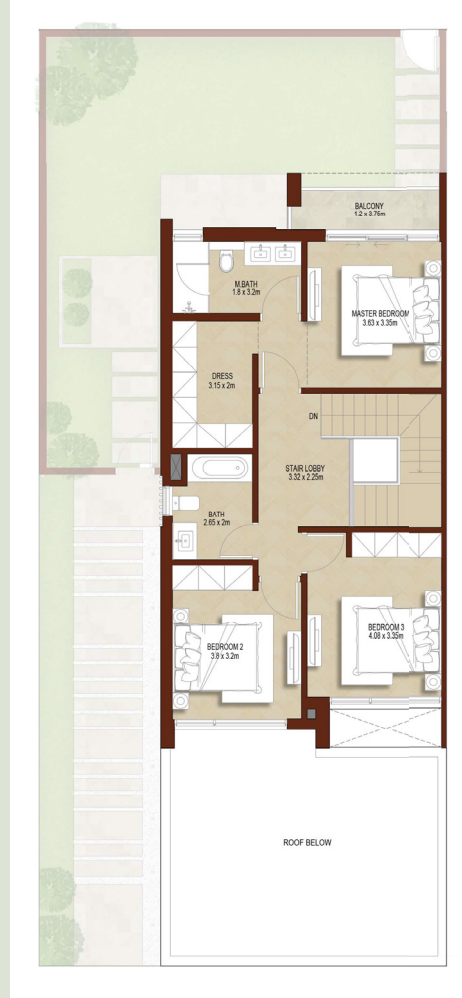 BALCONY
1.2 x 3.76m
M.BATH
1.8 x 3.2m
MASTER BEDROOM
3.63 x 3.35m
DRESS
3.15 x 2m
DN
STAIR LOBBY
3.32 x 2.25m
BATH
2.65 x 2m
BEDROOM 2
3.8 x 3.2m
BEDROOM 3
4.08 x 3.35m
ROOF BELOW